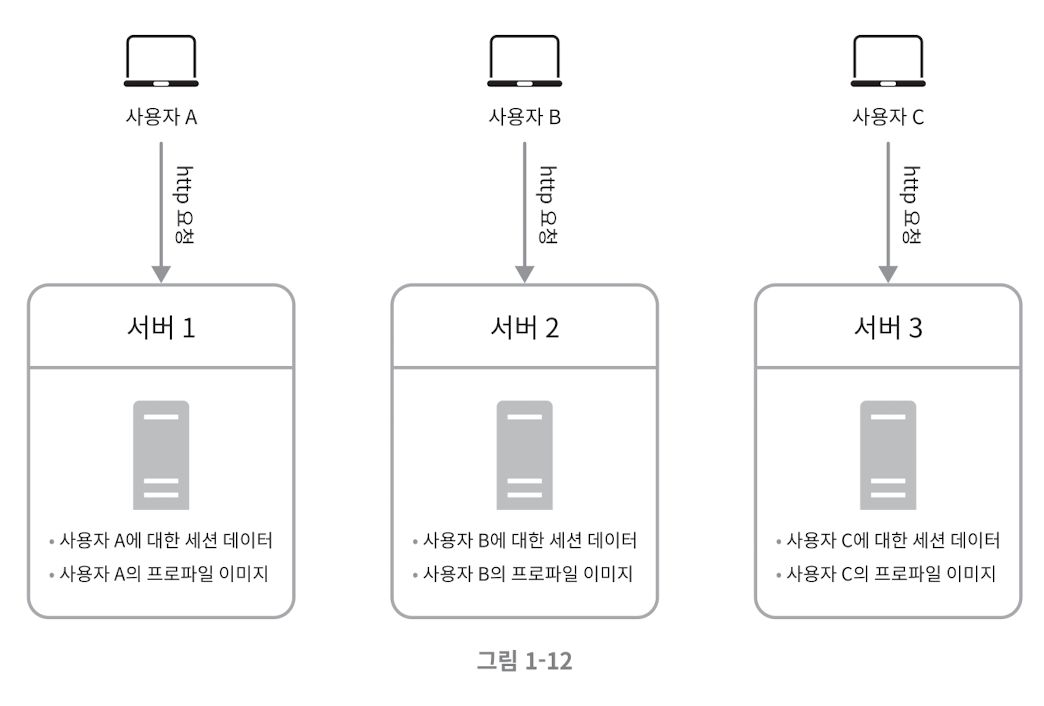 사용자 A
사용자 B
사용자 C
http 요청
http 요청
http 요청
서버 1
서버 2
서버 3
• 사용자 A에 대한 세션 데이터
• 사용자 A의 프로파일 이미지
• 사용자 B에 대한 세션 데이터
• 사용자 B의 프로파일 이미지
• 사용자 C에 대한 세션 데이터
• 사용자 C의 프로파일 이미지
그림 1-12